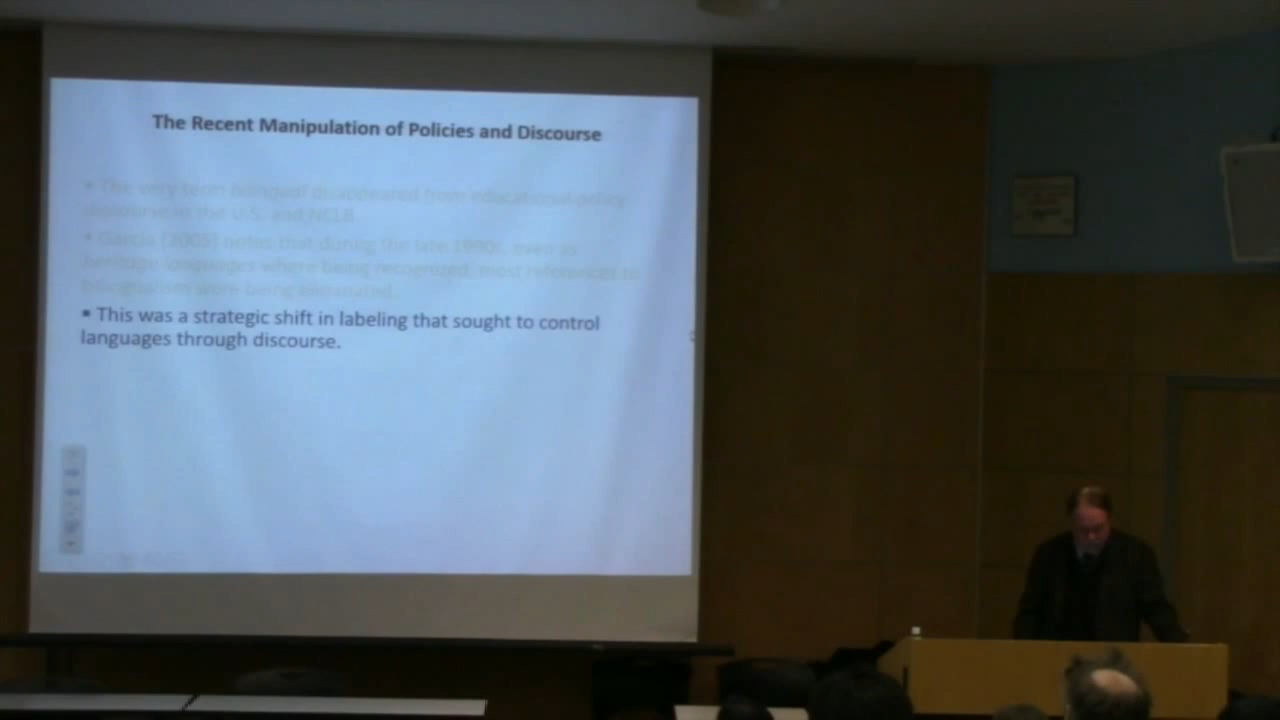 The Recent Manipulation of Policies and Discourse
• The very term bilingual disappeared from educational policy
discourse in the U.S. and NCLB.
• García (2005) notes that during the late 1990s, even as
heritage languages where being recognized, most references to
bilingualism were being eliminated.
▪ This was a strategic shift in labeling that sought to control
languages through discourse.